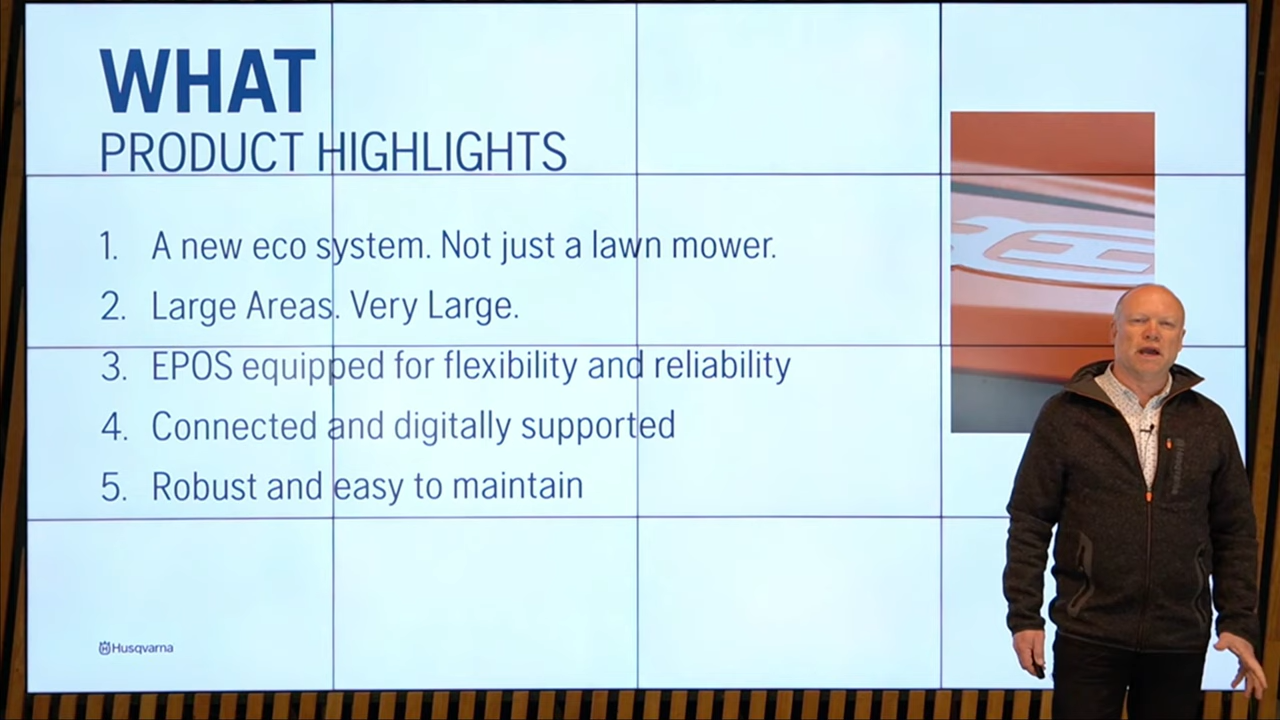 WHAT
PRODUCT HIGHLIGHTS
1. A new eco system. Not just a lawn mower.
2. Large Areas. Very Large.
3. EPOS equipped for flexibility and reliability
4. Connected and digitally supported
5. Robust and easy to maintain
Husqvarna
Husqvarna